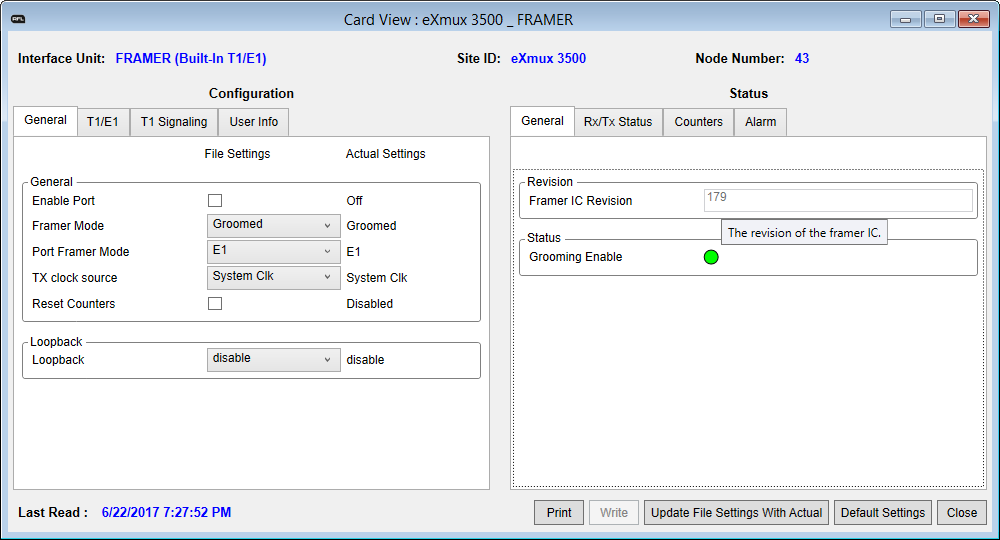 RFL
Card View : eXmux 3500 _ FRAMER
Interface Unit: FRAMER (Built-In T1/E1) Site ID: eXmux 3500 Node Number: 43
Configuration
General T1/E1 T1 Signaling User Info
File Settings Actual Settings
General
Enable Port Off
Framer Mode Groomed Groomed
Port Framer Mode E1 E1
TX clock source System Clk System Clk
Reset Counters Disabled
Loopback
Loopback disable disable
Status
General Rx/Tx Status Counters Alarm
Revision
Framer IC Revision 179
The revision of the framer IC.
Status
Grooming Enable
Last Read : 6/22/2017 7:27:52 PM
Print Write Update File Settings With Actual Default Settings Close